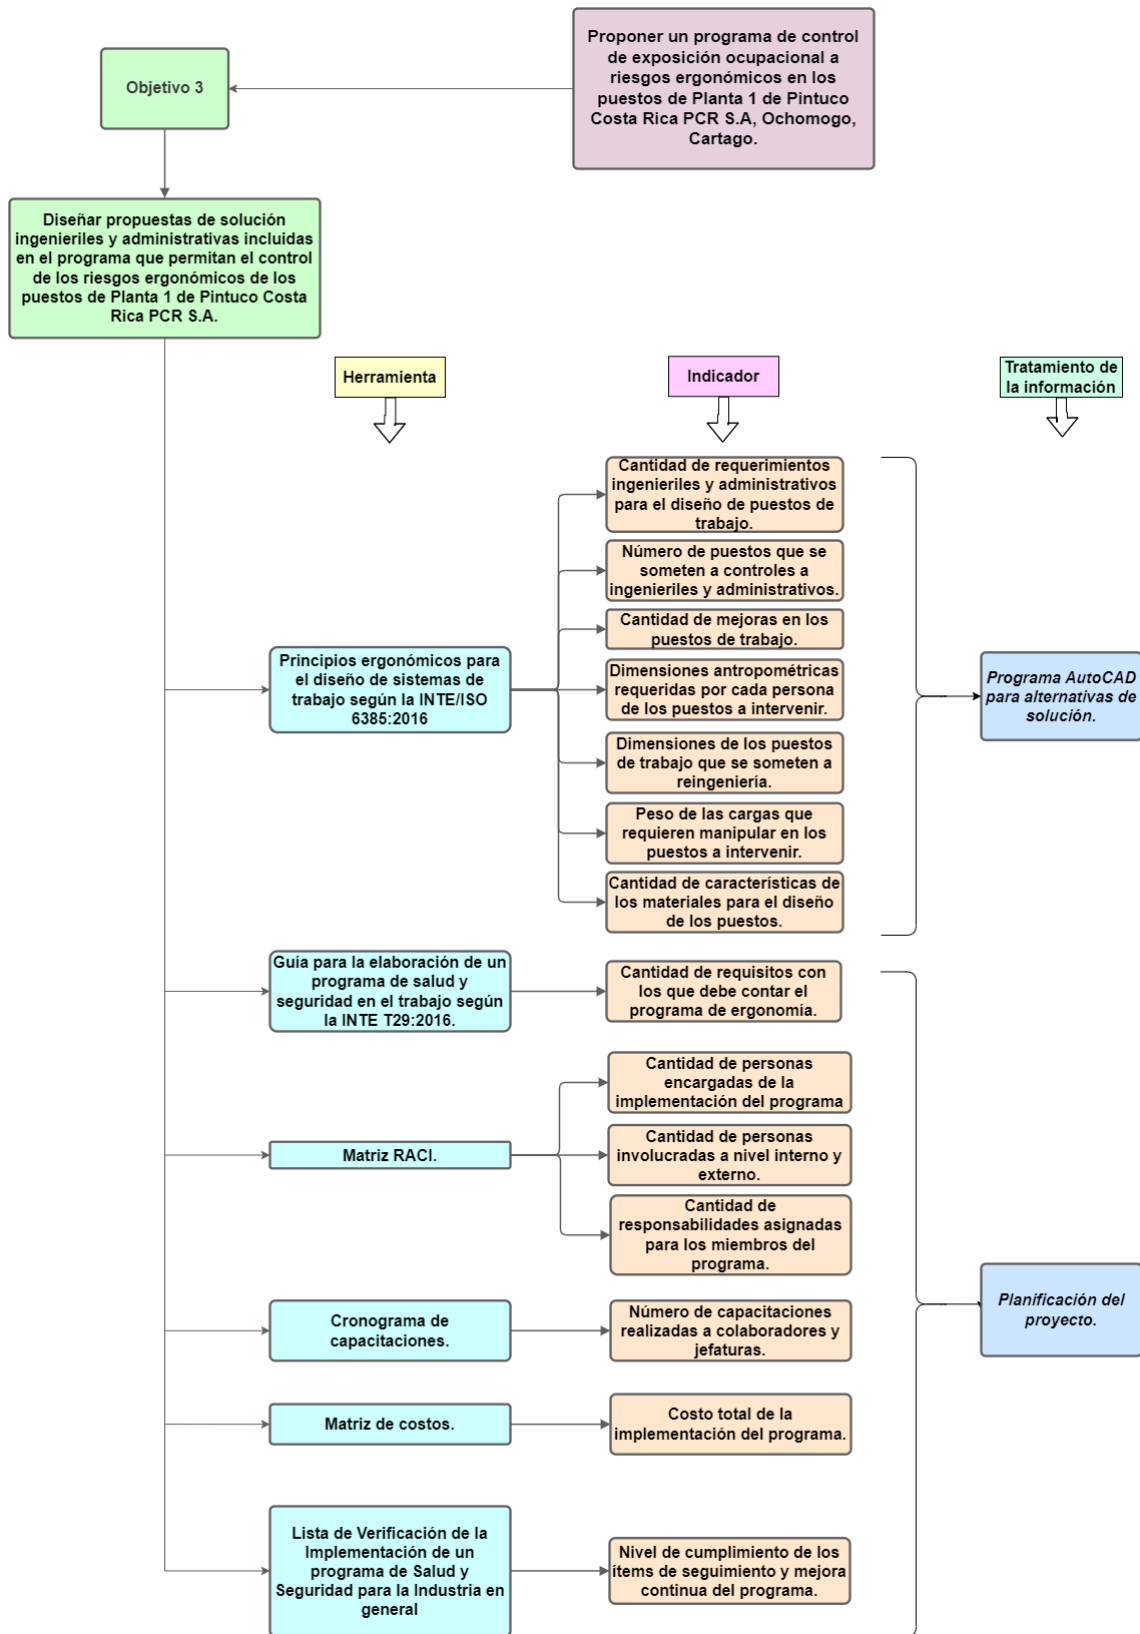 Proponer un programa de control
de exposición ocupacional a
riesgos ergonómicos en los
puestos de Planta 1 de Pintuco
Costa Rica PCR S.A, Ochomogo,
Cartago.
Objetivo 3
Diseñar propuestas de solución
ingenieriles y administrativas incluidas
en el programa que permitan el control
de los riesgos ergonómicos de los
puestos de Planta 1 de Pintuco Costa
Rica PCR S.A.
Herramienta
Indicador
Tratamiento de
la información
Principios ergonómicos para
el diseño de sistemas de
trabajo según la INTE/ISO
6385:2016
Cantidad de requerimientos
ingenieriles y administrativos
para el diseño de puestos de
trabajo.
Número de puestos que se
someten a controles a
ingenieriles y administrativos.
Cantidad de mejoras en los
puestos de trabajo.
Dimensiones antropométricas
requeridas por cada persona
de los puestos a intervenir.
Dimensiones de los puestos
de trabajo que se someten a
reingeniería.
Peso de las cargas que
requieren manipular en los
puestos a intervenir.
Cantidad de características de
los materiales para el diseño
de los puestos.
Programa AutoCAD
para alternativas de
solución.
Guía para la elaboración de un
programa de salud y
seguridad en el trabajo según
la INTE T29:2016.
Cantidad de requisitos con
los que debe contar el
programa de ergonomía.
Matriz RACI.
Cantidad de personas
encargadas de la
implementación del programa
Cantidad de personas
involucradas a nivel interno y
externo.
Cantidad de
responsabilidades asignadas
para los miembros del
programa.
Cronograma de
capacitaciones.
Número de capacitaciones
realizadas a colaboradores y
jefaturas.
Planificación del
proyecto.
Matriz de costos.
Costo total de la
implementación del programa.
Lista de Verificación de la
Implementación de un
programa de Salud y
Seguridad para la Industria en
general
Nivel de cumplimiento de los
ítems de seguimiento y mejora
continua del programa.